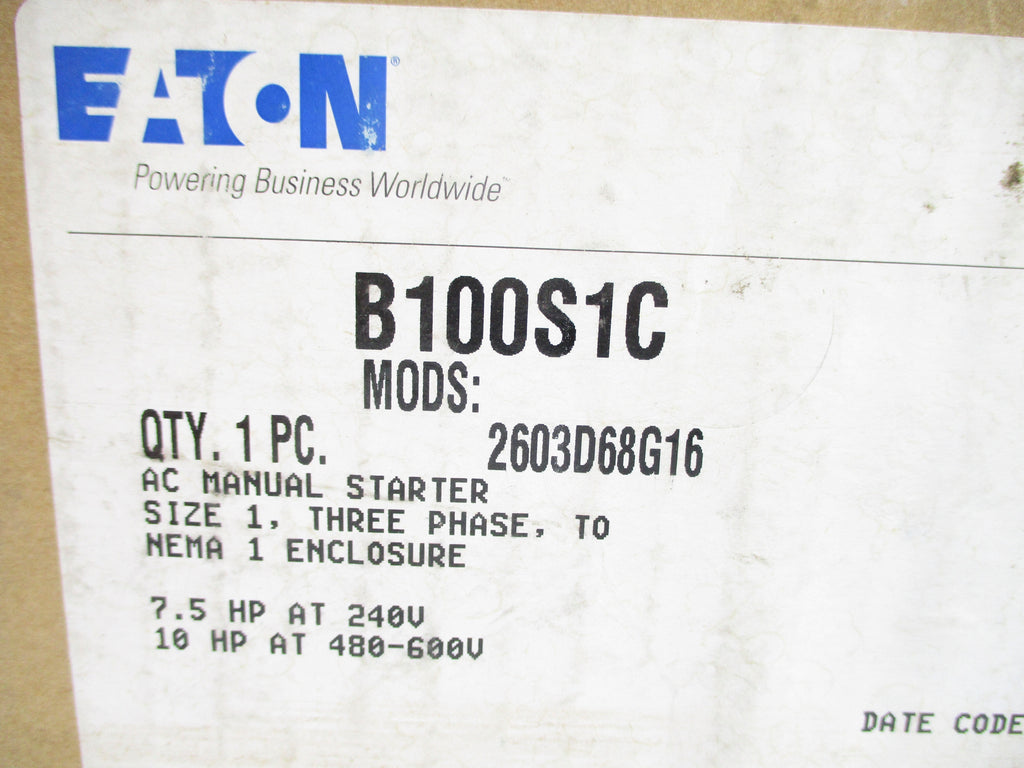 EATON®
Powering Business Worldwide™
B100S1C
MODS:
QTY. 1 PC. 2603D68G16
AC MANUAL STARTER
SIZE 1, THREE PHASE, TO
NEMA 1 ENCLOSURE
7.5 HP AT 240V
10 HP AT 480-600V
DATE CODE